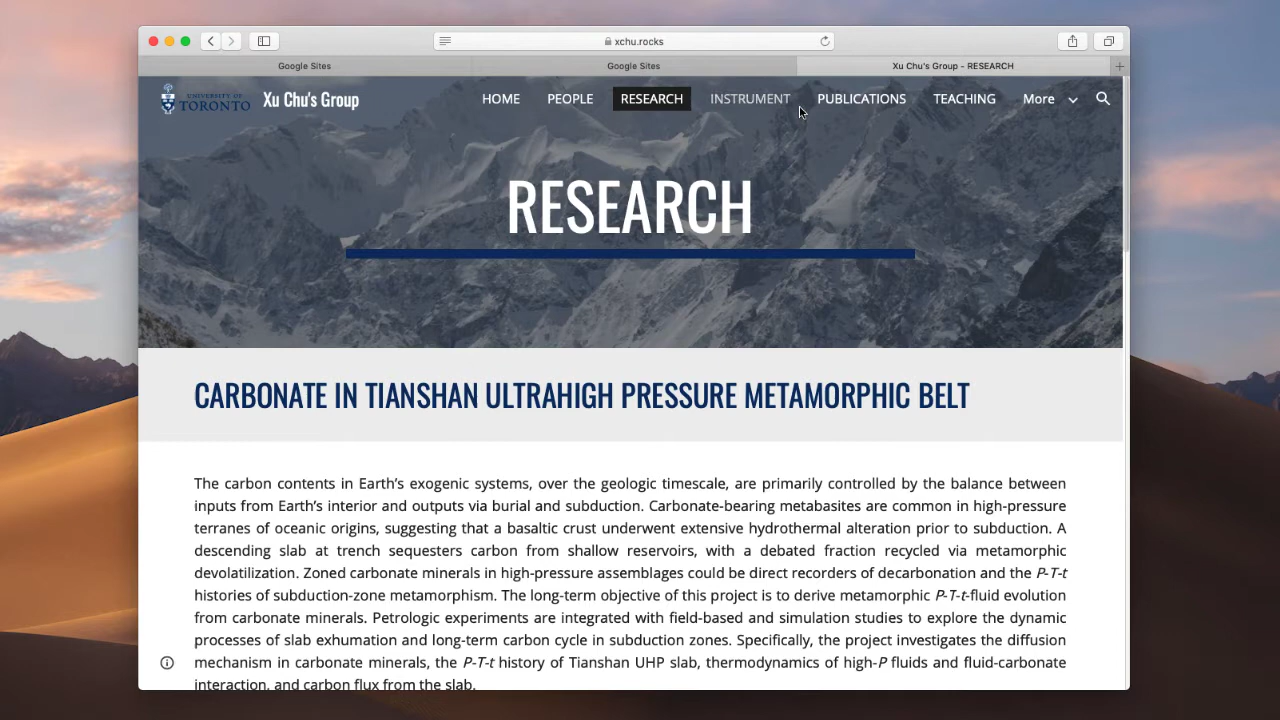 xchu.rocks
Google Sites
Google Sites
Xu Chu's Group - RESEARCH
UNIVERSITY OF
TORONTO
Xu Chu's Group
HOME
PEOPLE
RESEARCH
INSTRUMENT
PUBLICATIONS
TEACHING
More
RESEARCH
CARBONATE IN TIANSHAN ULTRAHIGH PRESSURE METAMORPHIC BELT
The carbon contents in Earth’s exogenic systems, over the geologic timescale, are primarily controlled by the balance between
inputs from Earth’s interior and outputs via burial and subduction. Carbonate-bearing metabasites are common in high-pressure
terranes of oceanic origins, suggesting that a basaltic crust underwent extensive hydrothermal alteration prior to subduction. A
descending slab at trench sequesters carbon from shallow reservoirs, with a debated fraction recycled via metamorphic
devolatilization. Zoned carbonate minerals in high-pressure assemblages could be direct recorders of decarbonation and the P-T-t
histories of subduction-zone metamorphism. The long-term objective of this project is to derive metamorphic P-T-t-fluid evolution
from carbonate minerals. Petrologic experiments are integrated with field-based and simulation studies to explore the dynamic
processes of slab exhumation and long-term carbon cycle in subduction zones. Specifically, the project investigates the diffusion
mechanism in carbonate minerals, the P-T-t history of Tianshan UHP slab, thermodynamics of high-P fluids and fluid-carbonate
interaction, and carbon flux from the slab.